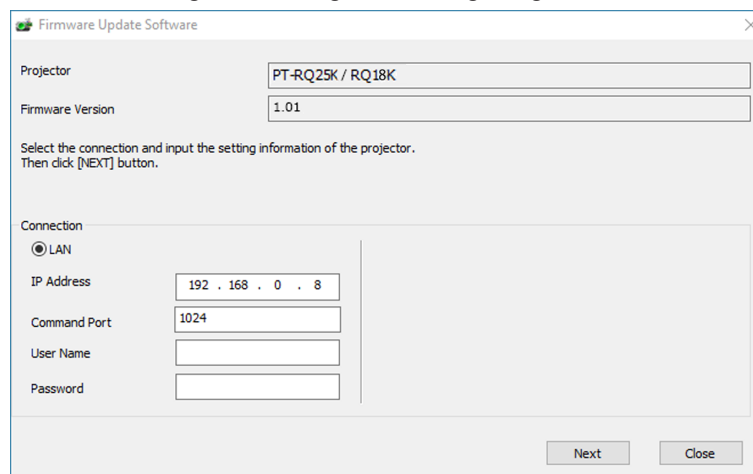 Firmware Update Software
Projector
PT-RQ25K / RQ18K
Firmware Version
1.01
Select the connection and input the setting information of the projector.
Then click [NEXT] button.
Connection
LAN
IP Address
192 . 168 . 0 . 8
Command Port
1024
User Name
Password
Next
Close